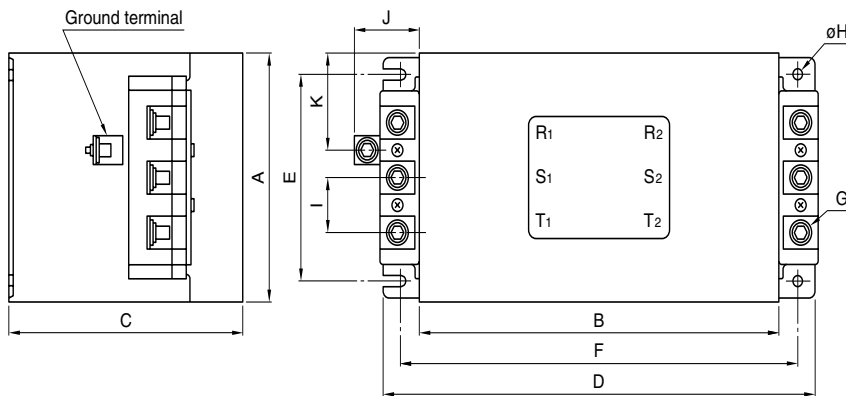 Ground terminal
J
øH
K
A
E
I
R1 R2
S1 S2
T1 T2
G
C
B
F
D